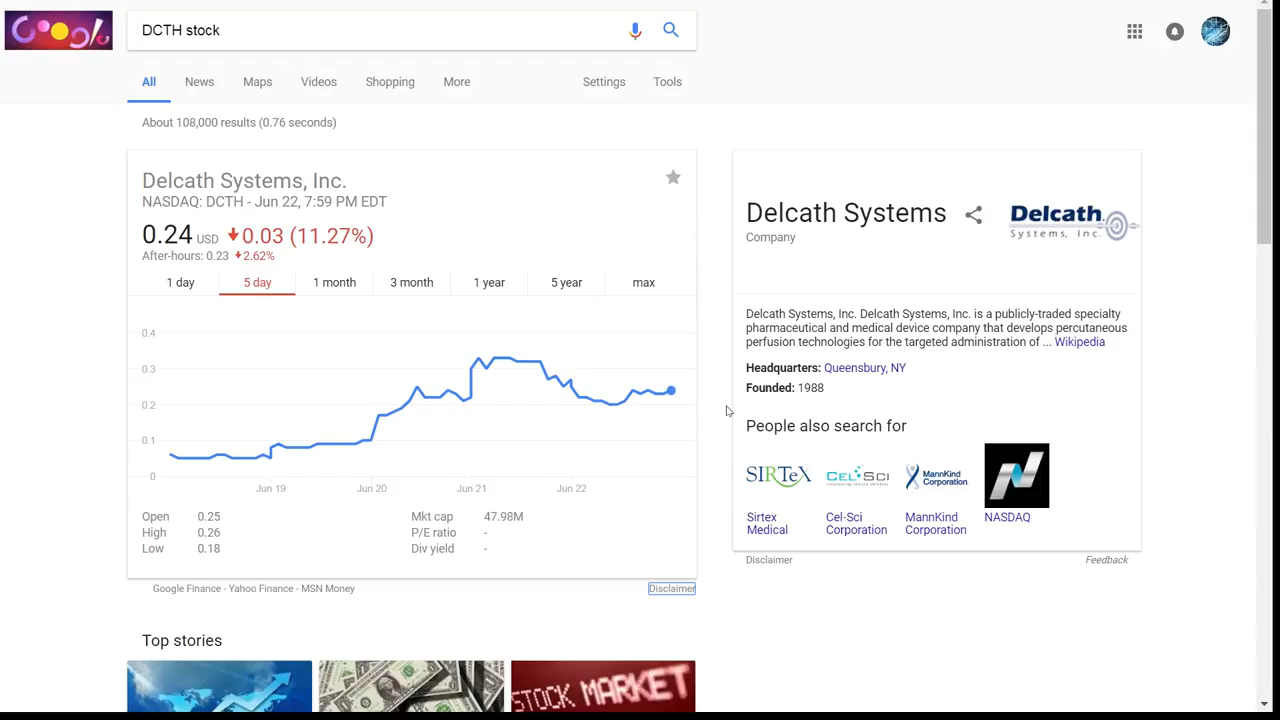 Google
DCTH stock
All News Maps Videos Shopping More Settings Tools
About 108,000 results (0.76 seconds)
Delcath Systems, Inc.
NASDAQ: DCTH - Jun 22, 7:59 PM EDT
0.24 USD 0.03 (11.27%)
After-hours: 0.23 2.62%
1 day 5 day 1 month 3 month 1 year 5 year max
0.4
0.3
0.2
0.1
0
Jun 19 Jun 20 Jun 21 Jun 22
Open 0.25 Mkt cap 47.98M
High 0.26 P/E ratio -
Low 0.18 Div yield -
Google Finance - Yahoo Finance - MSN Money Disclaimer
Top stories
STOCK MARKET
Delcath Systems
Company
Delcath
Systems, Inc.
Delcath Systems, Inc. Delcath Systems, Inc. is a publicly-traded specialty
pharmaceutical and medical device company that develops percutaneous
perfusion technologies for the targeted administration of ... Wikipedia
Headquarters: Queensbury, NY
Founded: 1988
People also search for
SIRTeX CEL-SCI MannKind
Corporation
Sirtex Cel-Sci MannKind NASDAQ
Medical Corporation Corporation
Disclaimer Feedback